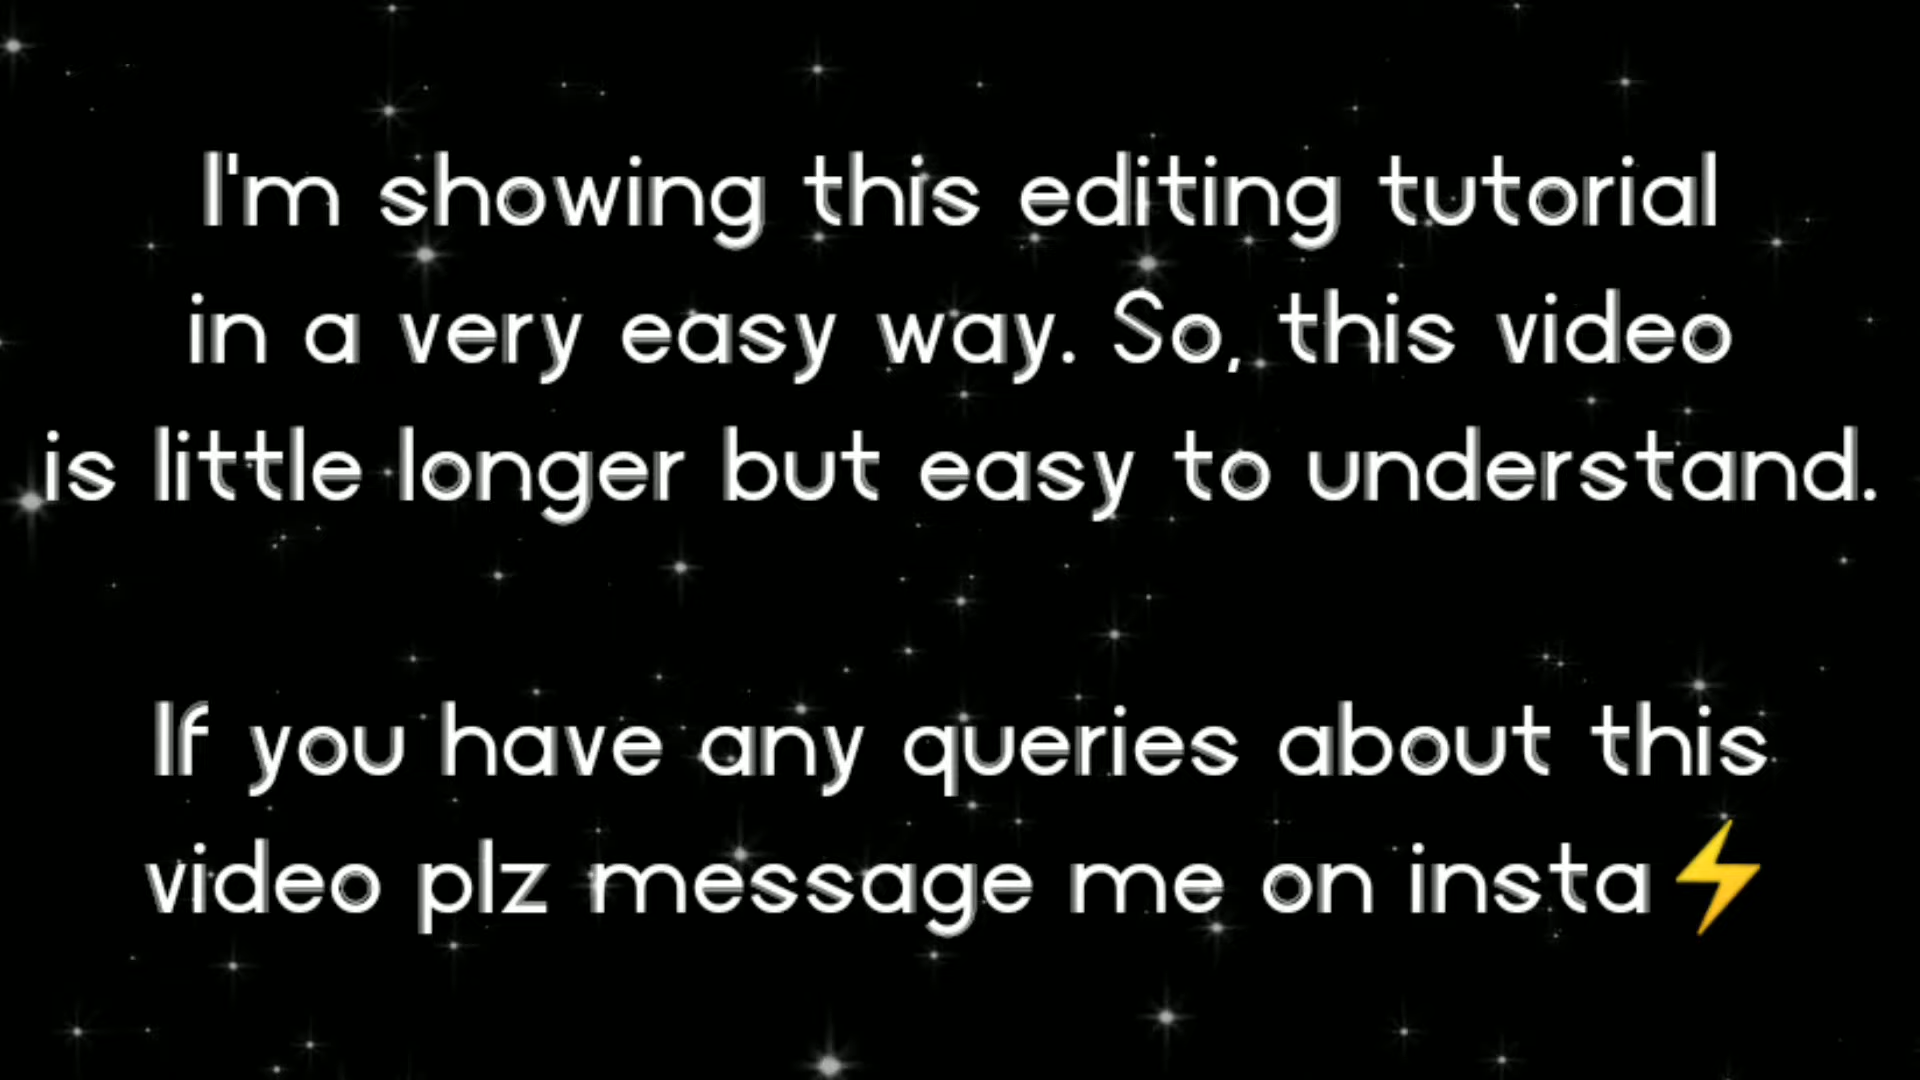 I'm showing this editing tutorial
in a very easy way. So, this video
is little longer but easy to understand.
If you have any queries about this
video plz message me on insta⚡